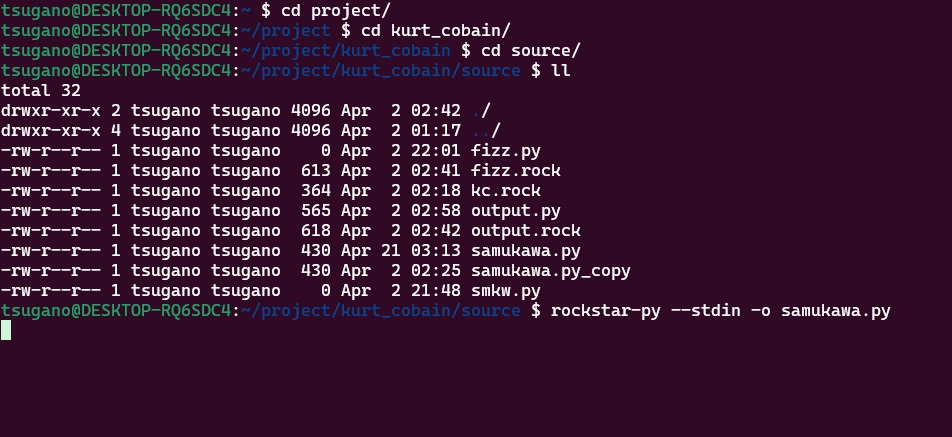 tsugano@DESKTOP-RQ6SDC4:~ $ cd project/
tsugano@DESKTOP-RQ6SDC4:~/project $ cd kurt_cobain/
tsugano@DESKTOP-RQ6SDC4:~/project/kurt_cobain $ cd source/
tsugano@DESKTOP-RQ6SDC4:~/project/kurt_cobain/source $ ll
total 32
drwxr-xr-x 2 tsugano tsugano 4096 Apr  2 02:42 ./
drwxr-xr-x 4 tsugano tsugano 4096 Apr  2 01:17 ../
-rw-r--r-- 1 tsugano tsugano    0 Apr  2 22:01 fizz.py
-rw-r--r-- 1 tsugano tsugano  613 Apr  2 02:41 fizz.rock
-rw-r--r-- 1 tsugano tsugano  364 Apr  2 02:18 kc.rock
-rw-r--r-- 1 tsugano tsugano  565 Apr  2 02:58 output.py
-rw-r--r-- 1 tsugano tsugano  618 Apr  2 02:42 output.rock
-rw-r--r-- 1 tsugano tsugano  430 Apr 21 03:13 samukawa.py
-rw-r--r-- 1 tsugano tsugano  430 Apr  2 02:25 samukawa.py_copy
-rw-r--r-- 1 tsugano tsugano    0 Apr  2 21:48 smkw.py
tsugano@DESKTOP-RQ6SDC4:~/project/kurt_cobain/source $ rockstar-py --stdin -o samukawa.py